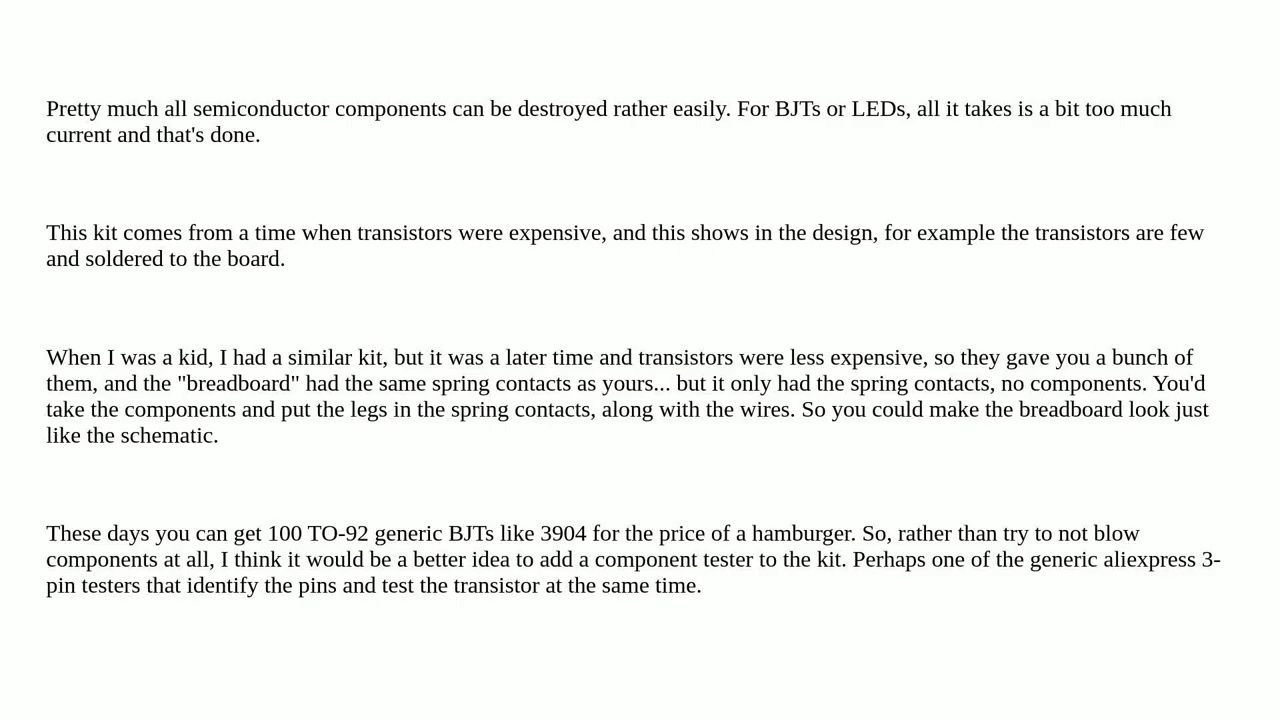 Pretty much all semiconductor components can be destroyed rather easily. For BJTs or LEDs, all it takes is a bit too much
current and that's done.
This kit comes from a time when transistors were expensive, and this shows in the design, for example the transistors are few
and soldered to the board.
When I was a kid, I had a similar kit, but it was a later time and transistors were less expensive, so they gave you a bunch of
them, and the "breadboard" had the same spring contacts as yours... but it only had the spring contacts, no components. You'd
take the components and put the legs in the spring contacts, along with the wires. So you could make the breadboard look just
like the schematic.
These days you can get 100 TO-92 generic BJTs like 3904 for the price of a hamburger. So, rather than try to not blow
components at all, I think it would be a better idea to add a component tester to the kit. Perhaps one of the generic aliexpress 3-
pin testers that identify the pins and test the transistor at the same time.